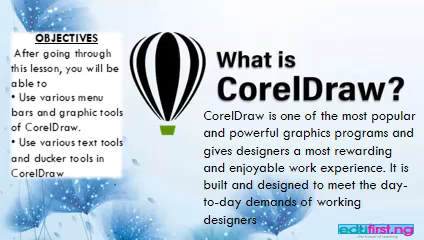 OBJECTIVES
After going through
this lesson, you will be
able to
• Use various menu
bars and graphic tools
of CorelDraw.
• Use various text tools
and ducker tools in
CorelDraw
What is
CorelDraw?
CorelDraw is one of the most popular
and powerful graphics programs and
gives designers a most rewarding
and enjoyable work experience. It is
built and designed to meet the day-
to-day demands of working
designers
edufirst.ng